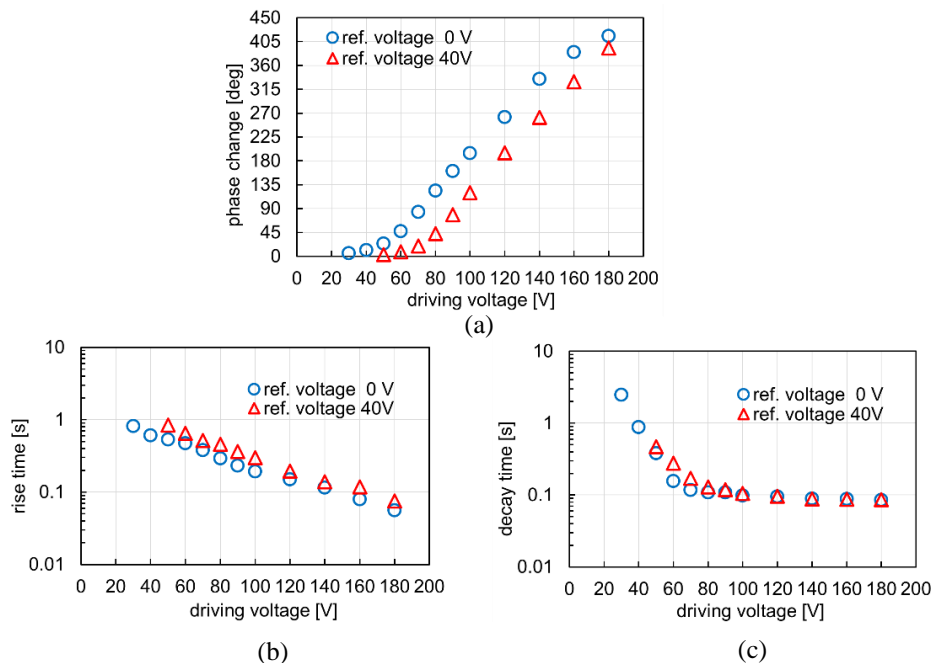 450
405
360
315
270
225
180
135
90
45
0
phase change [deg]
ref. voltage 0 V
ref. voltage 40V
0 20 40 60 80 100 120 140 160 180 200
driving voltage [V]
(a)
10
1
0.1
0.01
rise time [s]
ref. voltage 0 V
ref. voltage 40V
0 20 40 60 80 100 120 140 160 180 200
driving voltage [V]
(b)
10
1
0.1
0.01
decay time [s]
ref. voltage 0 V
ref. voltage 40V
0 20 40 60 80 100 120 140 160 180 200
driving voltage [V]
(c)